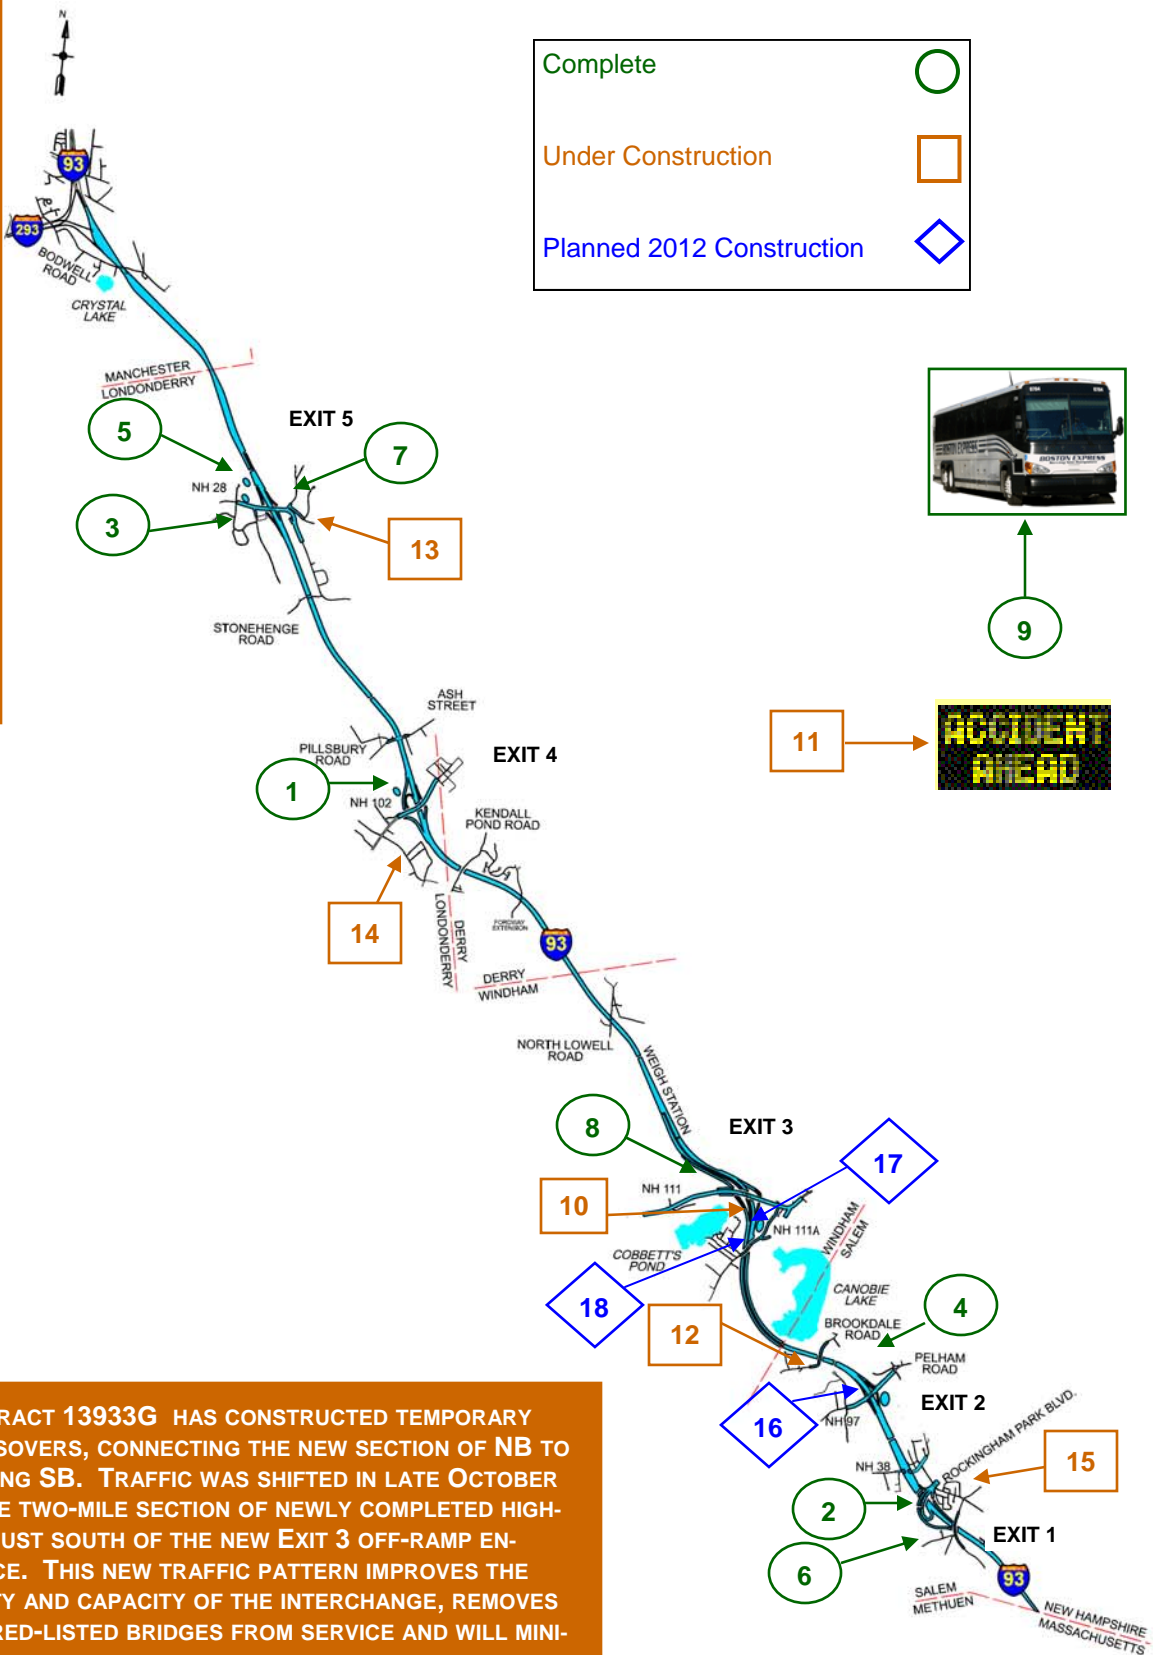 N
Complete
Under Construction
Planned 2012 Construction
93
293
BODWELL
ROAD
CRYSTAL
LAKE
MANCHESTER
LONDONDERRY
EXIT 5
5
7
NH 28
3
13
STONEHENGE
ROAD
BOSTON EXPRESS
9
ASH
STREET
PILLSBURY
ROAD
EXIT 4
11
ACCIDENT
AHEAD
1
NH 102
KENDALL
POND ROAD
14
DERRY
LONDONDERRY
FORDWAY
EXTENSION
93
DERRY
WINDHAM
NORTH LOWELL
ROAD
WEIGH STATION
8
EXIT 3
17
NH 111
10
NH 111A
WINDHAM
SALEM
COBBETT'S
POND
18
CANOBIE
LAKE
4
12
BROOKDALE
ROAD
PELHAM
ROAD
16
NH 97
EXIT 2
ROCKINGHAM PARK BLVD.
NH 38
15
2
EXIT 1
6
93
SALEM
METHUEN
NEW HAMPSHIRE
MASSACHUSETTS
RACT 13933G HAS CONSTRUCTED TEMPORARY
SOVERS, CONNECTING THE NEW SECTION OF NB TO
ING SB. TRAFFIC WAS SHIFTED IN LATE OCTOBER
E TWO-MILE SECTION OF NEWLY COMPLETED HIGH-
UST SOUTH OF THE NEW EXIT 3 OFF-RAMP EN-
CE. THIS NEW TRAFFIC PATTERN IMPROVES THE
TY AND CAPACITY OF THE INTERCHANGE, REMOVES
RED-LISTED BRIDGES FROM SERVICE AND WILL MINI-